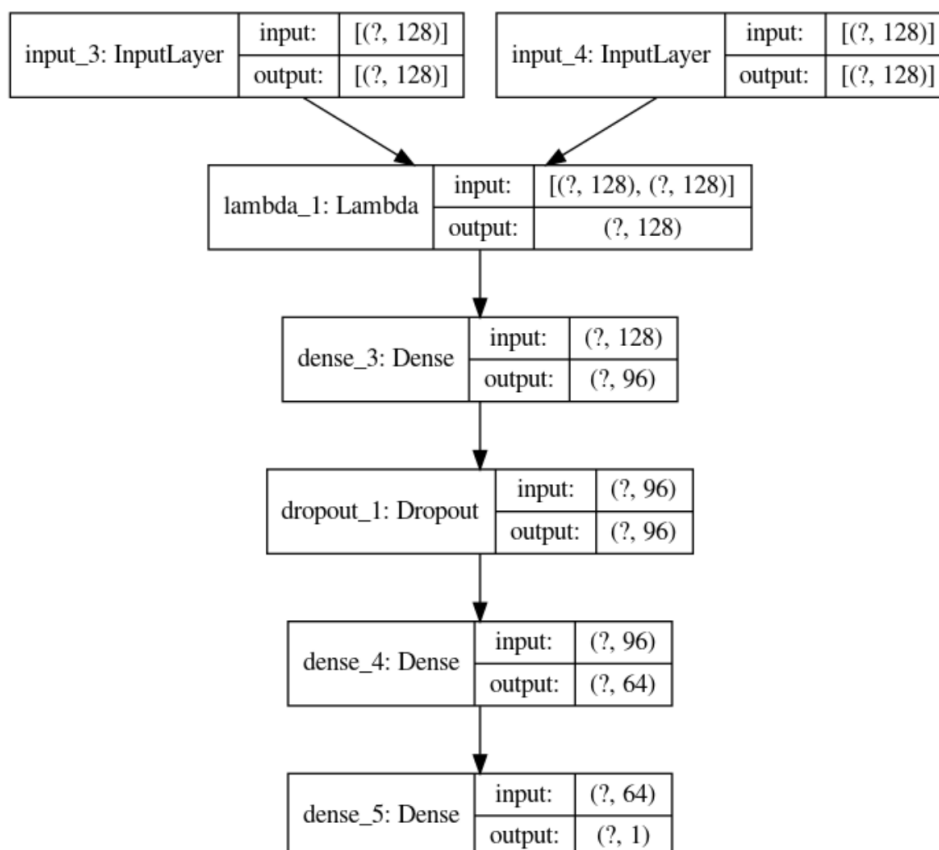 input_3: InputLayer input: [(?, 128)]
output: [(?, 128)]
input_4: InputLayer input: [(?, 128)]
output: [(?, 128)]
lambda_1: Lambda input: [(?, 128), (?, 128)]
output: (?, 128)
dense_3: Dense input: (?, 128)
output: (?, 96)
dropout_1: Dropout input: (?, 96)
output: (?, 96)
dense_4: Dense input: (?, 96)
output: (?, 64)
dense_5: Dense input: (?, 64)
output: (?, 1)